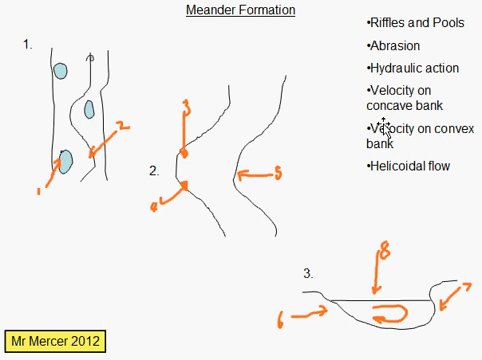 Meander Formation
•Riffles and Pools
•Abrasion
•Hydraulic action
•Velocity on
concave bank
•Velocity on convex
bank
•Helicoidal flow
1.
2
1
3
2.
4
5
8
3.
7
6
Mr Mercer 2012